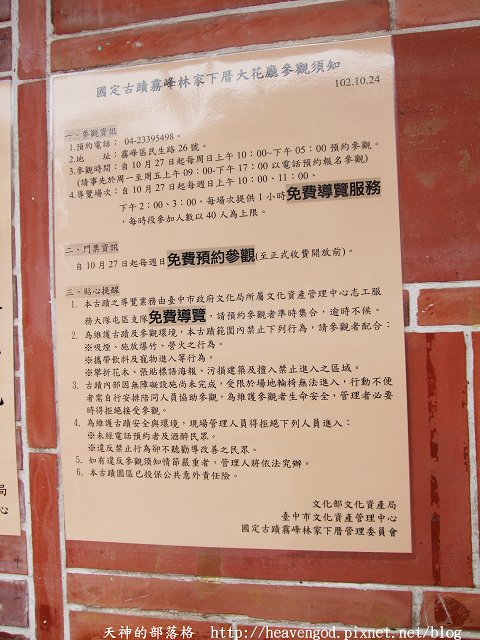 國定古蹟霧峰林家下厝大花廳參觀須知
102.10.24
一、參觀資訊
1.預約電話： 04-23395498。
2.地　　址：霧峰區民生路26號。
3.參觀時間：自10月27日起每周日上午10:00~下午05:00預約參觀。
(請事先於周一至周五上午09:00~下午17:00以電話預約報名參觀)
4.導覽場次：自10月27日起每週日上午10:00、11:00、
下午2:00、3:00，每場次提供1小時免費導覽服務
，每時段參加人數以40人為上限。
二、門票資訊
自10月27日起每週日免費預約參觀(至正式收費開放前)。
三、貼心提醒
1. 本古蹟之導覽業務由臺中市政府文化局所屬文化資產管理中心志工服
務大隊屯區支隊免費導覽，請預約參觀者準時集合，逾時不候。
2. 為維護古蹟及參觀環境，本古蹟範圍內禁止下列行為，請參觀者配合：
※吸煙、施放爆竹、營火之行為。
※攜帶飲料及寵物進入等行為。
※攀折花木、張貼標語海報、污損建築及擅入禁止進入之區域。
3. 古蹟內部因無障礙設施尚未完成，受限於場地輪椅無法進入，行動不便
者需自行安排陪同人員協助參觀，為維護參觀者生命安全，管理者必要
時得拒絕接受參觀。
4. 為維護古蹟安全與環境，現場管理人員得拒絕下列人員進入：
※未經電話預約者及酒醉民眾。
※違反禁止行為卻不聽勸導改善之民眾。
5. 如有違反參觀須知情節嚴重者，管理人將依法究辦。
6. 本古蹟園區已投保公共意外責任險。
文化部文化資產局
臺中市文化資產管理中心
國定古蹟霧峰林家下厝管理委員會
局
心
天神的部落格 http://heavengod.pixnet.net/blog